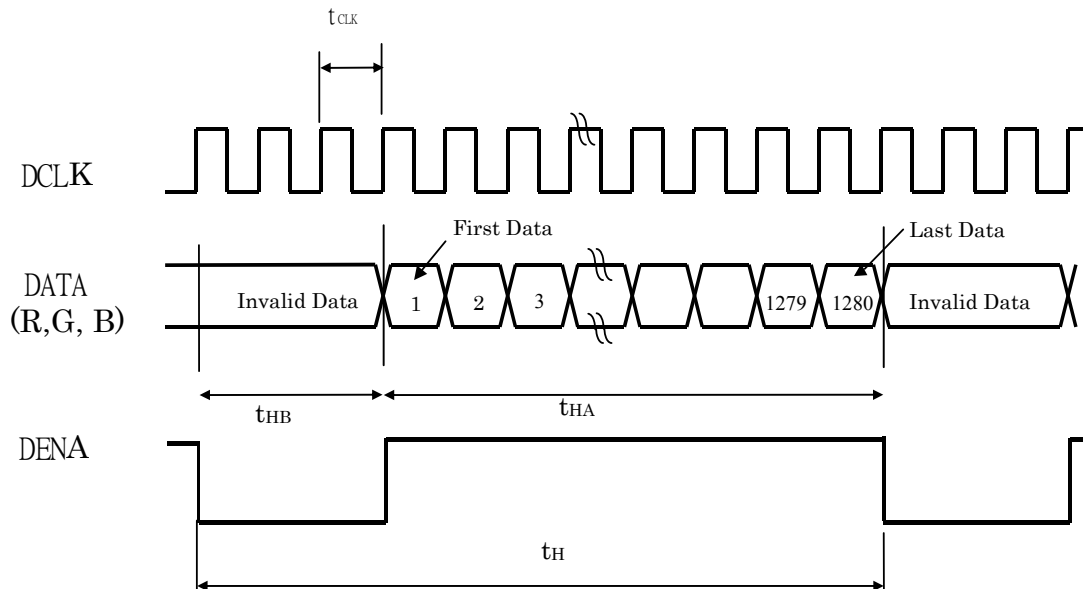 tCLK
DCLK
First Data
Last Data
DATA
(R,G, B)
Invalid Data
1
2
3
1279
1280
Invalid Data
tHB
tHA
DENA
tH